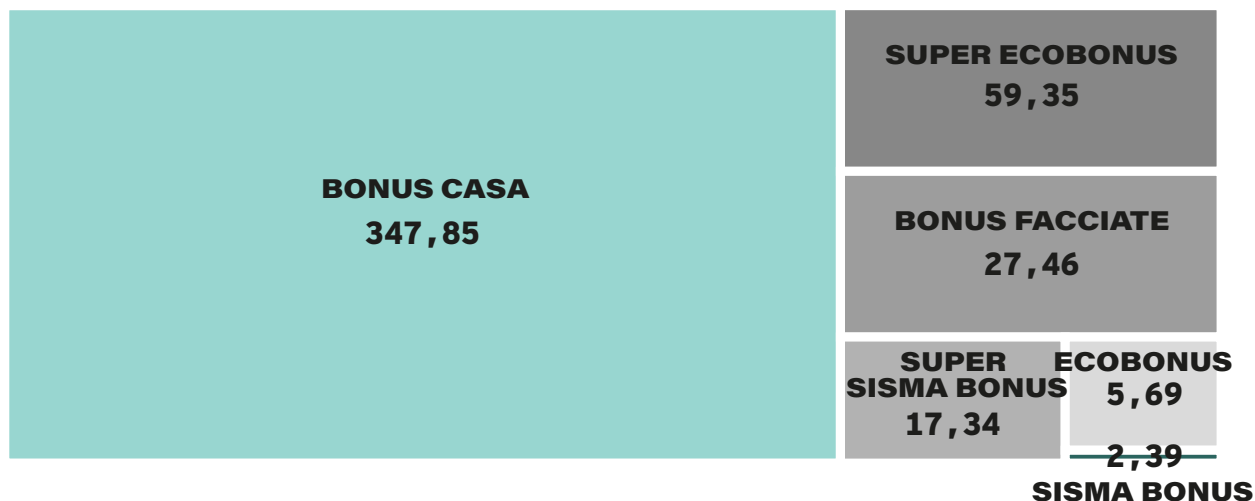 BONUS CASA
347,85
SUPER ECOBONUS
59,35
BONUS FACCIATE
27,46
SUPER
SISMA BONUS
17,34
ECOBONUS
5,69
2,39
SISMA BONUS